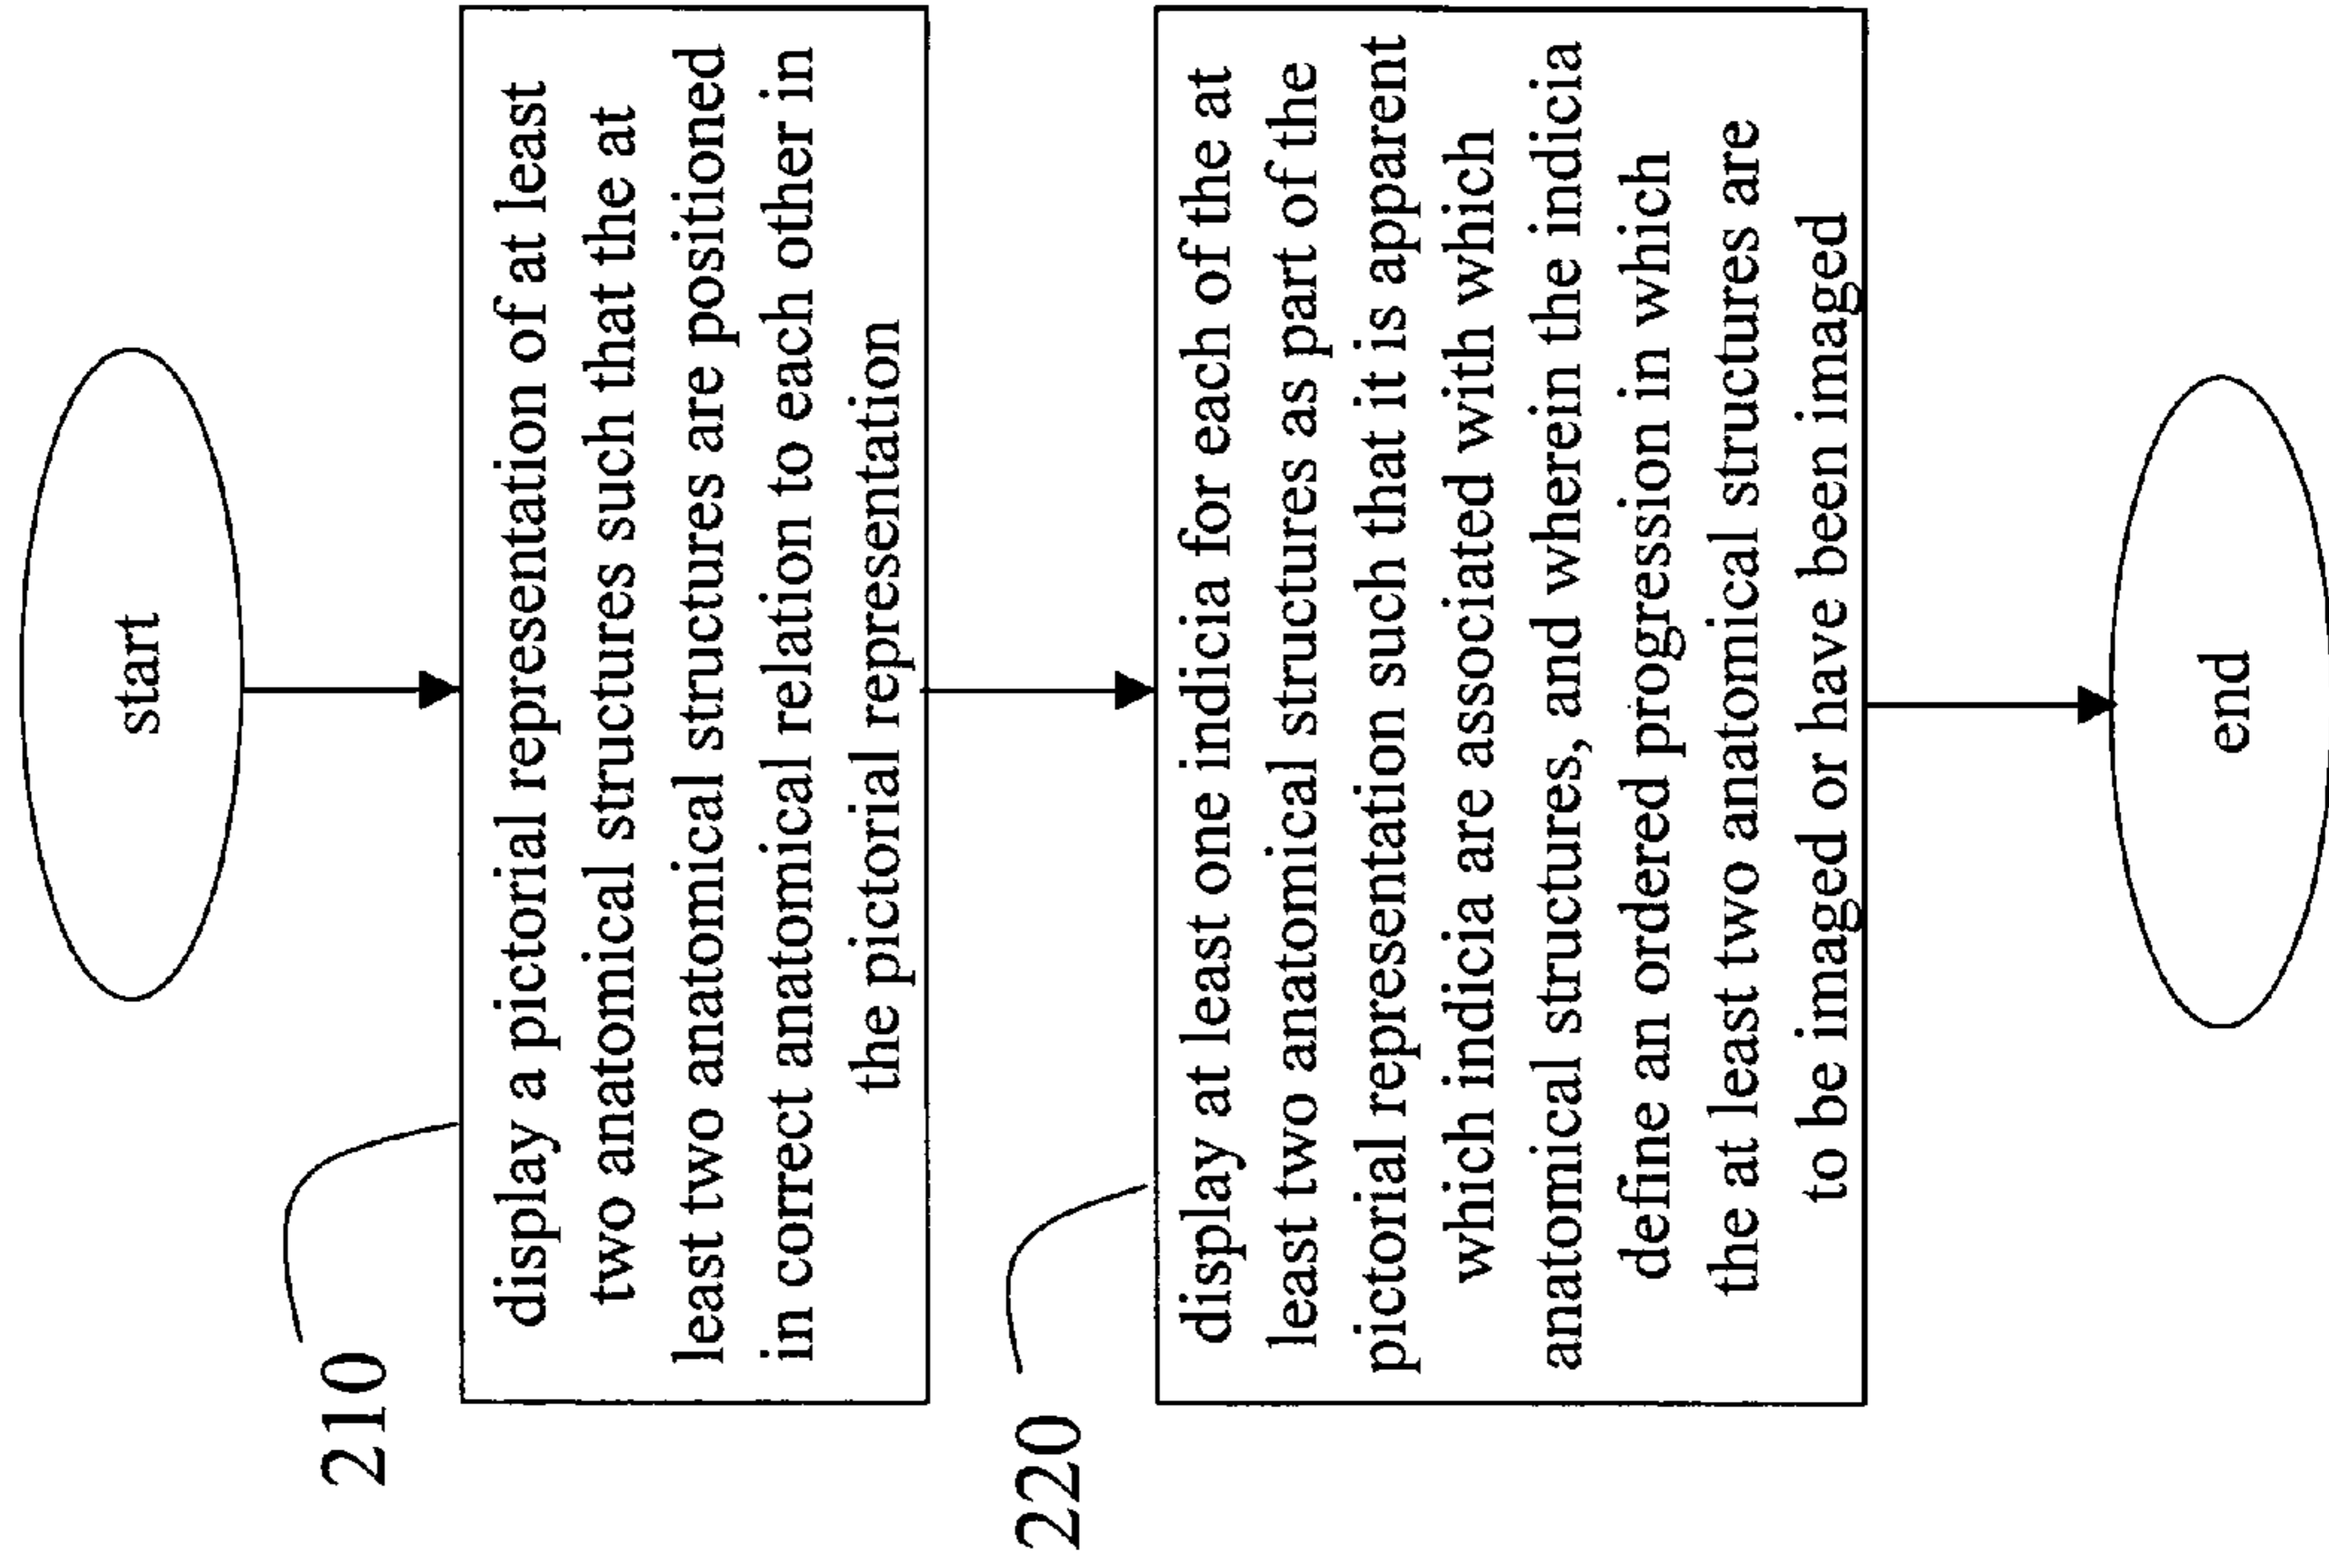 start
210
display a pictorial representation of at least
two anatomical structures such that the at
least two anatomical structures are positioned
in correct anatomical relation to each other in
the pictorial representation
220
display at least one indicia for each of the at
least two anatomical structures as part of the
pictorial representation such that it is apparent
which indicia are associated with which
anatomical structures, and wherein the indicia
define an ordered progression in which
the at least two anatomical structures are
to be imaged or have been imaged
end